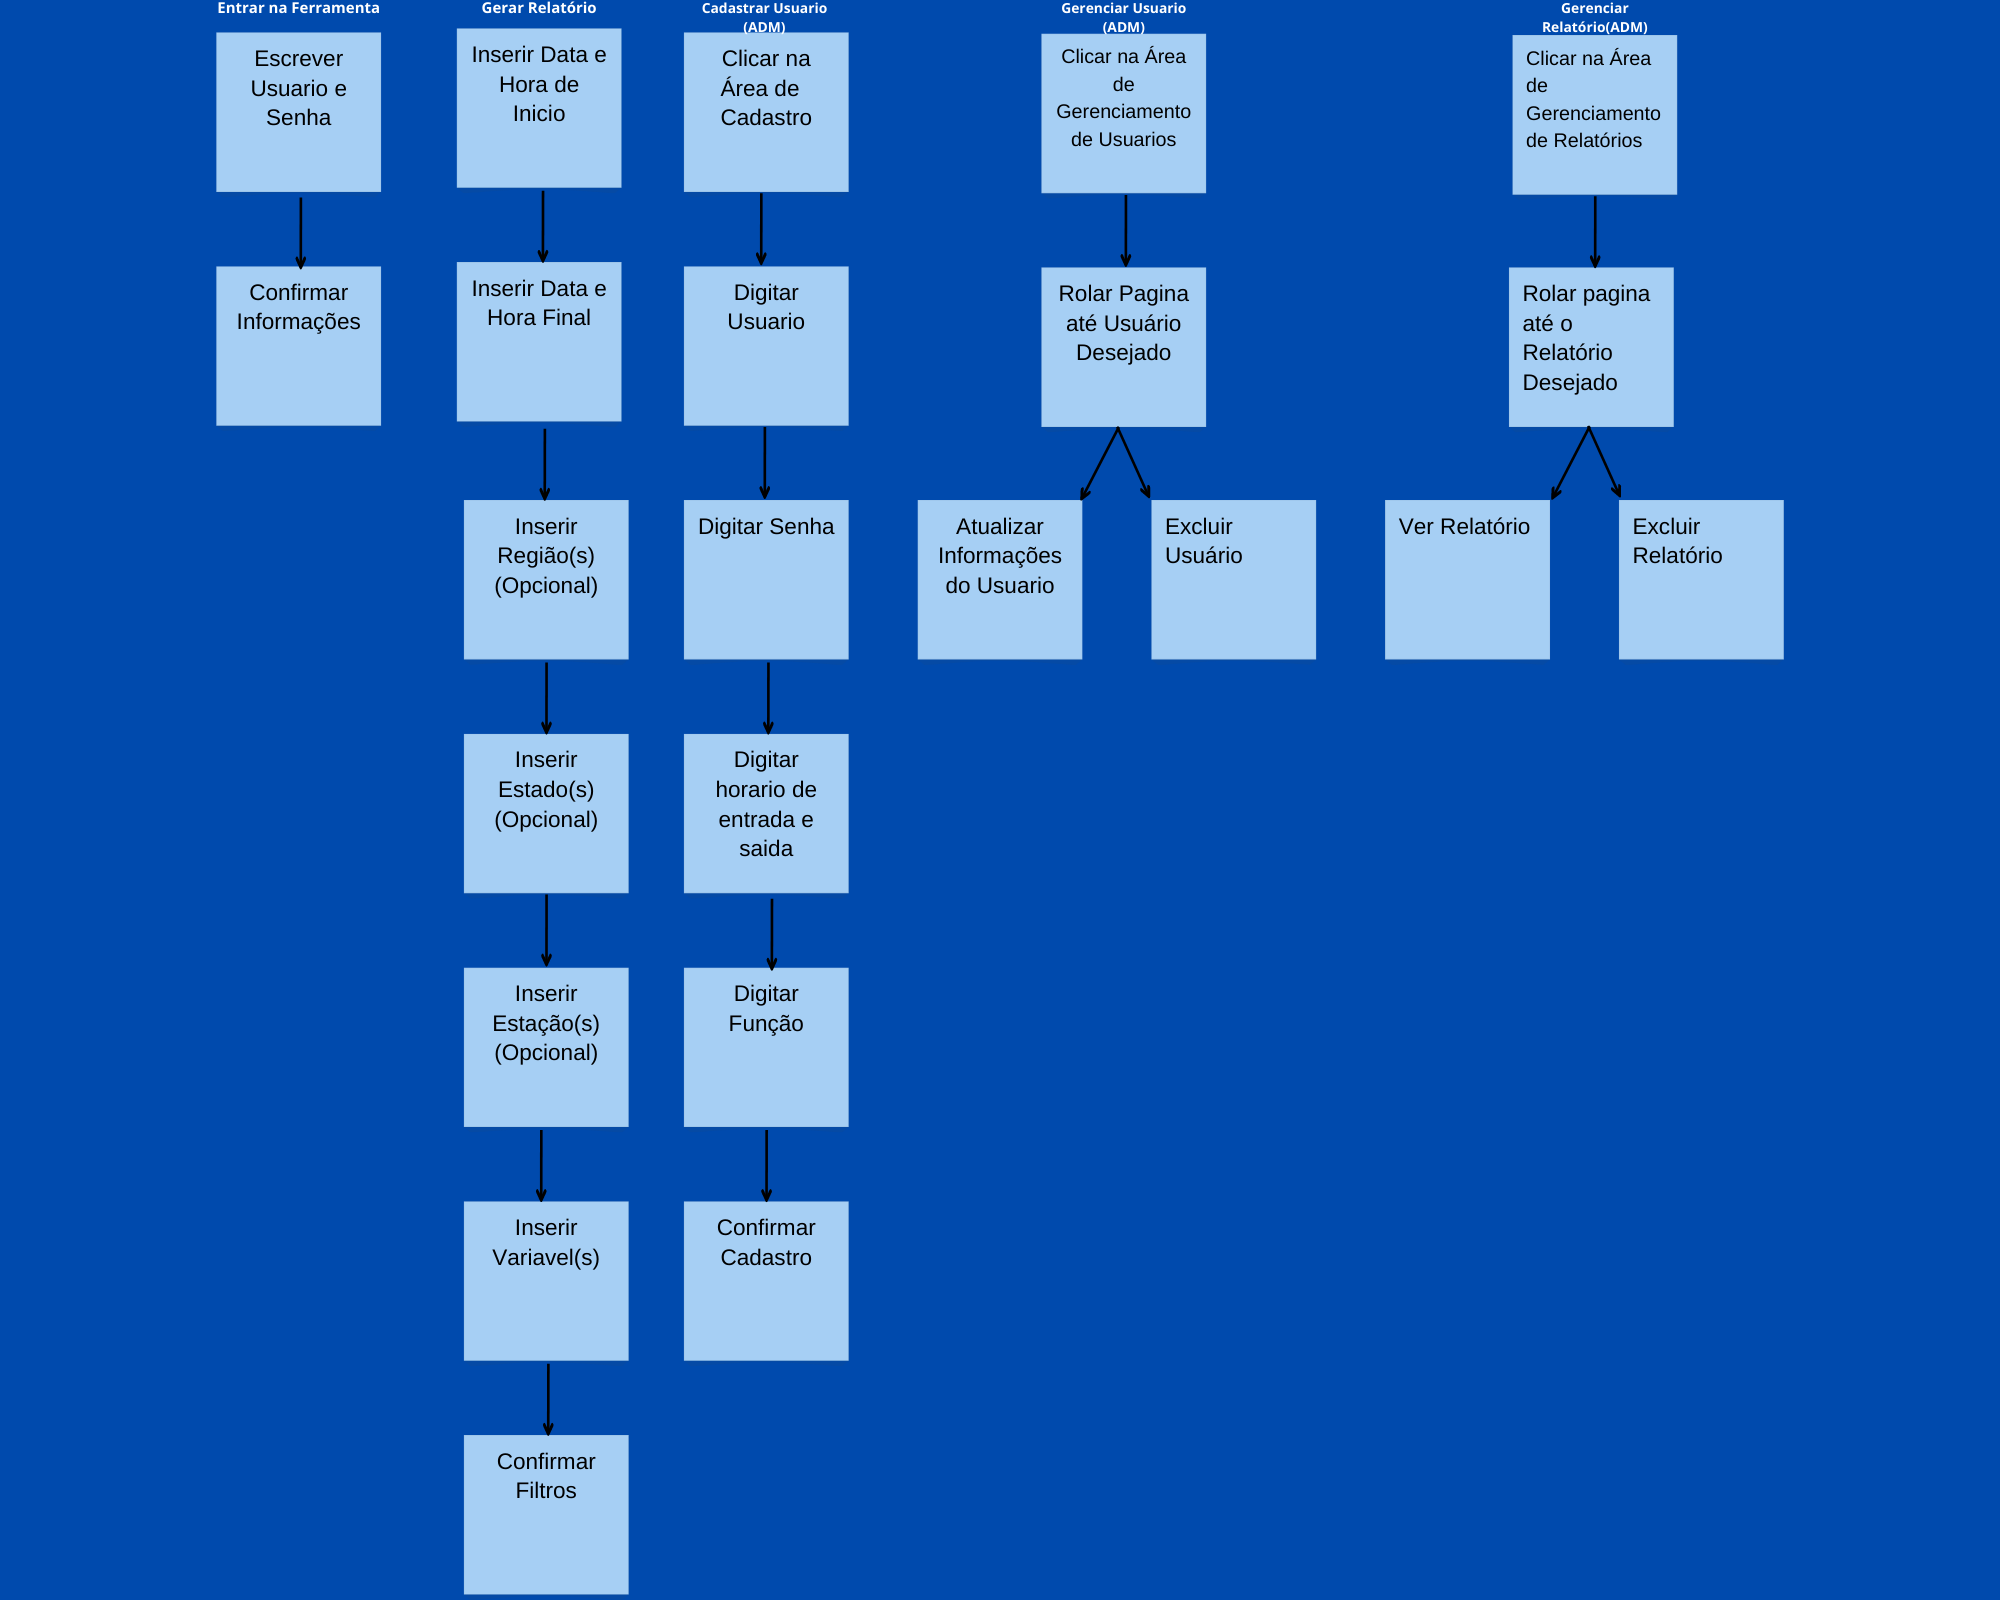 Entrar na Ferramenta
Escrever
Usuario e
Senha
Confirmar
Informações
Gerar Relatório
Inserir Data e
Hora de
Inicio
Inserir Data e
Hora Final
Inserir
Região(s)
(Opcional)
Inserir
Estado(s)
(Opcional)
Inserir
Estação(s)
(Opcional)
Inserir
Variavel(s)
Confirmar
Filtros
Cadastrar Usuario
(ADM)
Clicar na
Área de
Cadastro
Digitar
Usuario
Digitar Senha
Digitar
horario de
entrada e
saida
Digitar
Função
Confirmar
Cadastro
Gerenciar Usuario
(ADM)
Clicar na Área
de
Gerenciamento
de Usuarios
Rolar Pagina
até Usuário
Desejado
Atualizar
Informações
do Usuario
Excluir
Usuário
Gerenciar
Relatório(ADM)
Clicar na Área
de
Gerenciamento
de Relatórios
Rolar pagina
até o
Relatório
Desejado
Ver Relatório
Excluir
Relatório